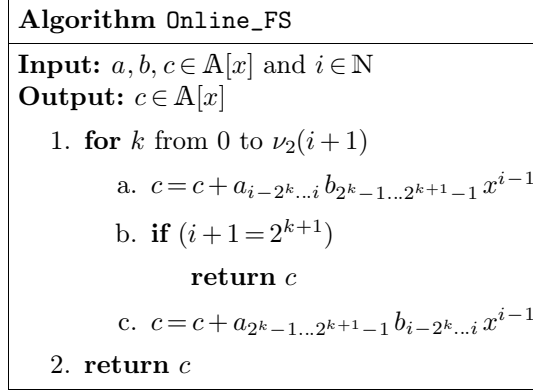 Algorithm Online_FS
Input: a, b, c ∈ 𝔸[x] and i ∈ ℕ
Output: c ∈ 𝔸[x]
1. for k from 0 to ν₂(i + 1)
a. c = c + a_{i−2^k…i} b_{2^k−1…2^{k+1}−1} x^{i−1}
b. if (i + 1 = 2^{k+1})
return c
c. c = c + a_{2^k−1…2^{k+1}−1} b_{i−2^k…i} x^{i−1}
2. return c